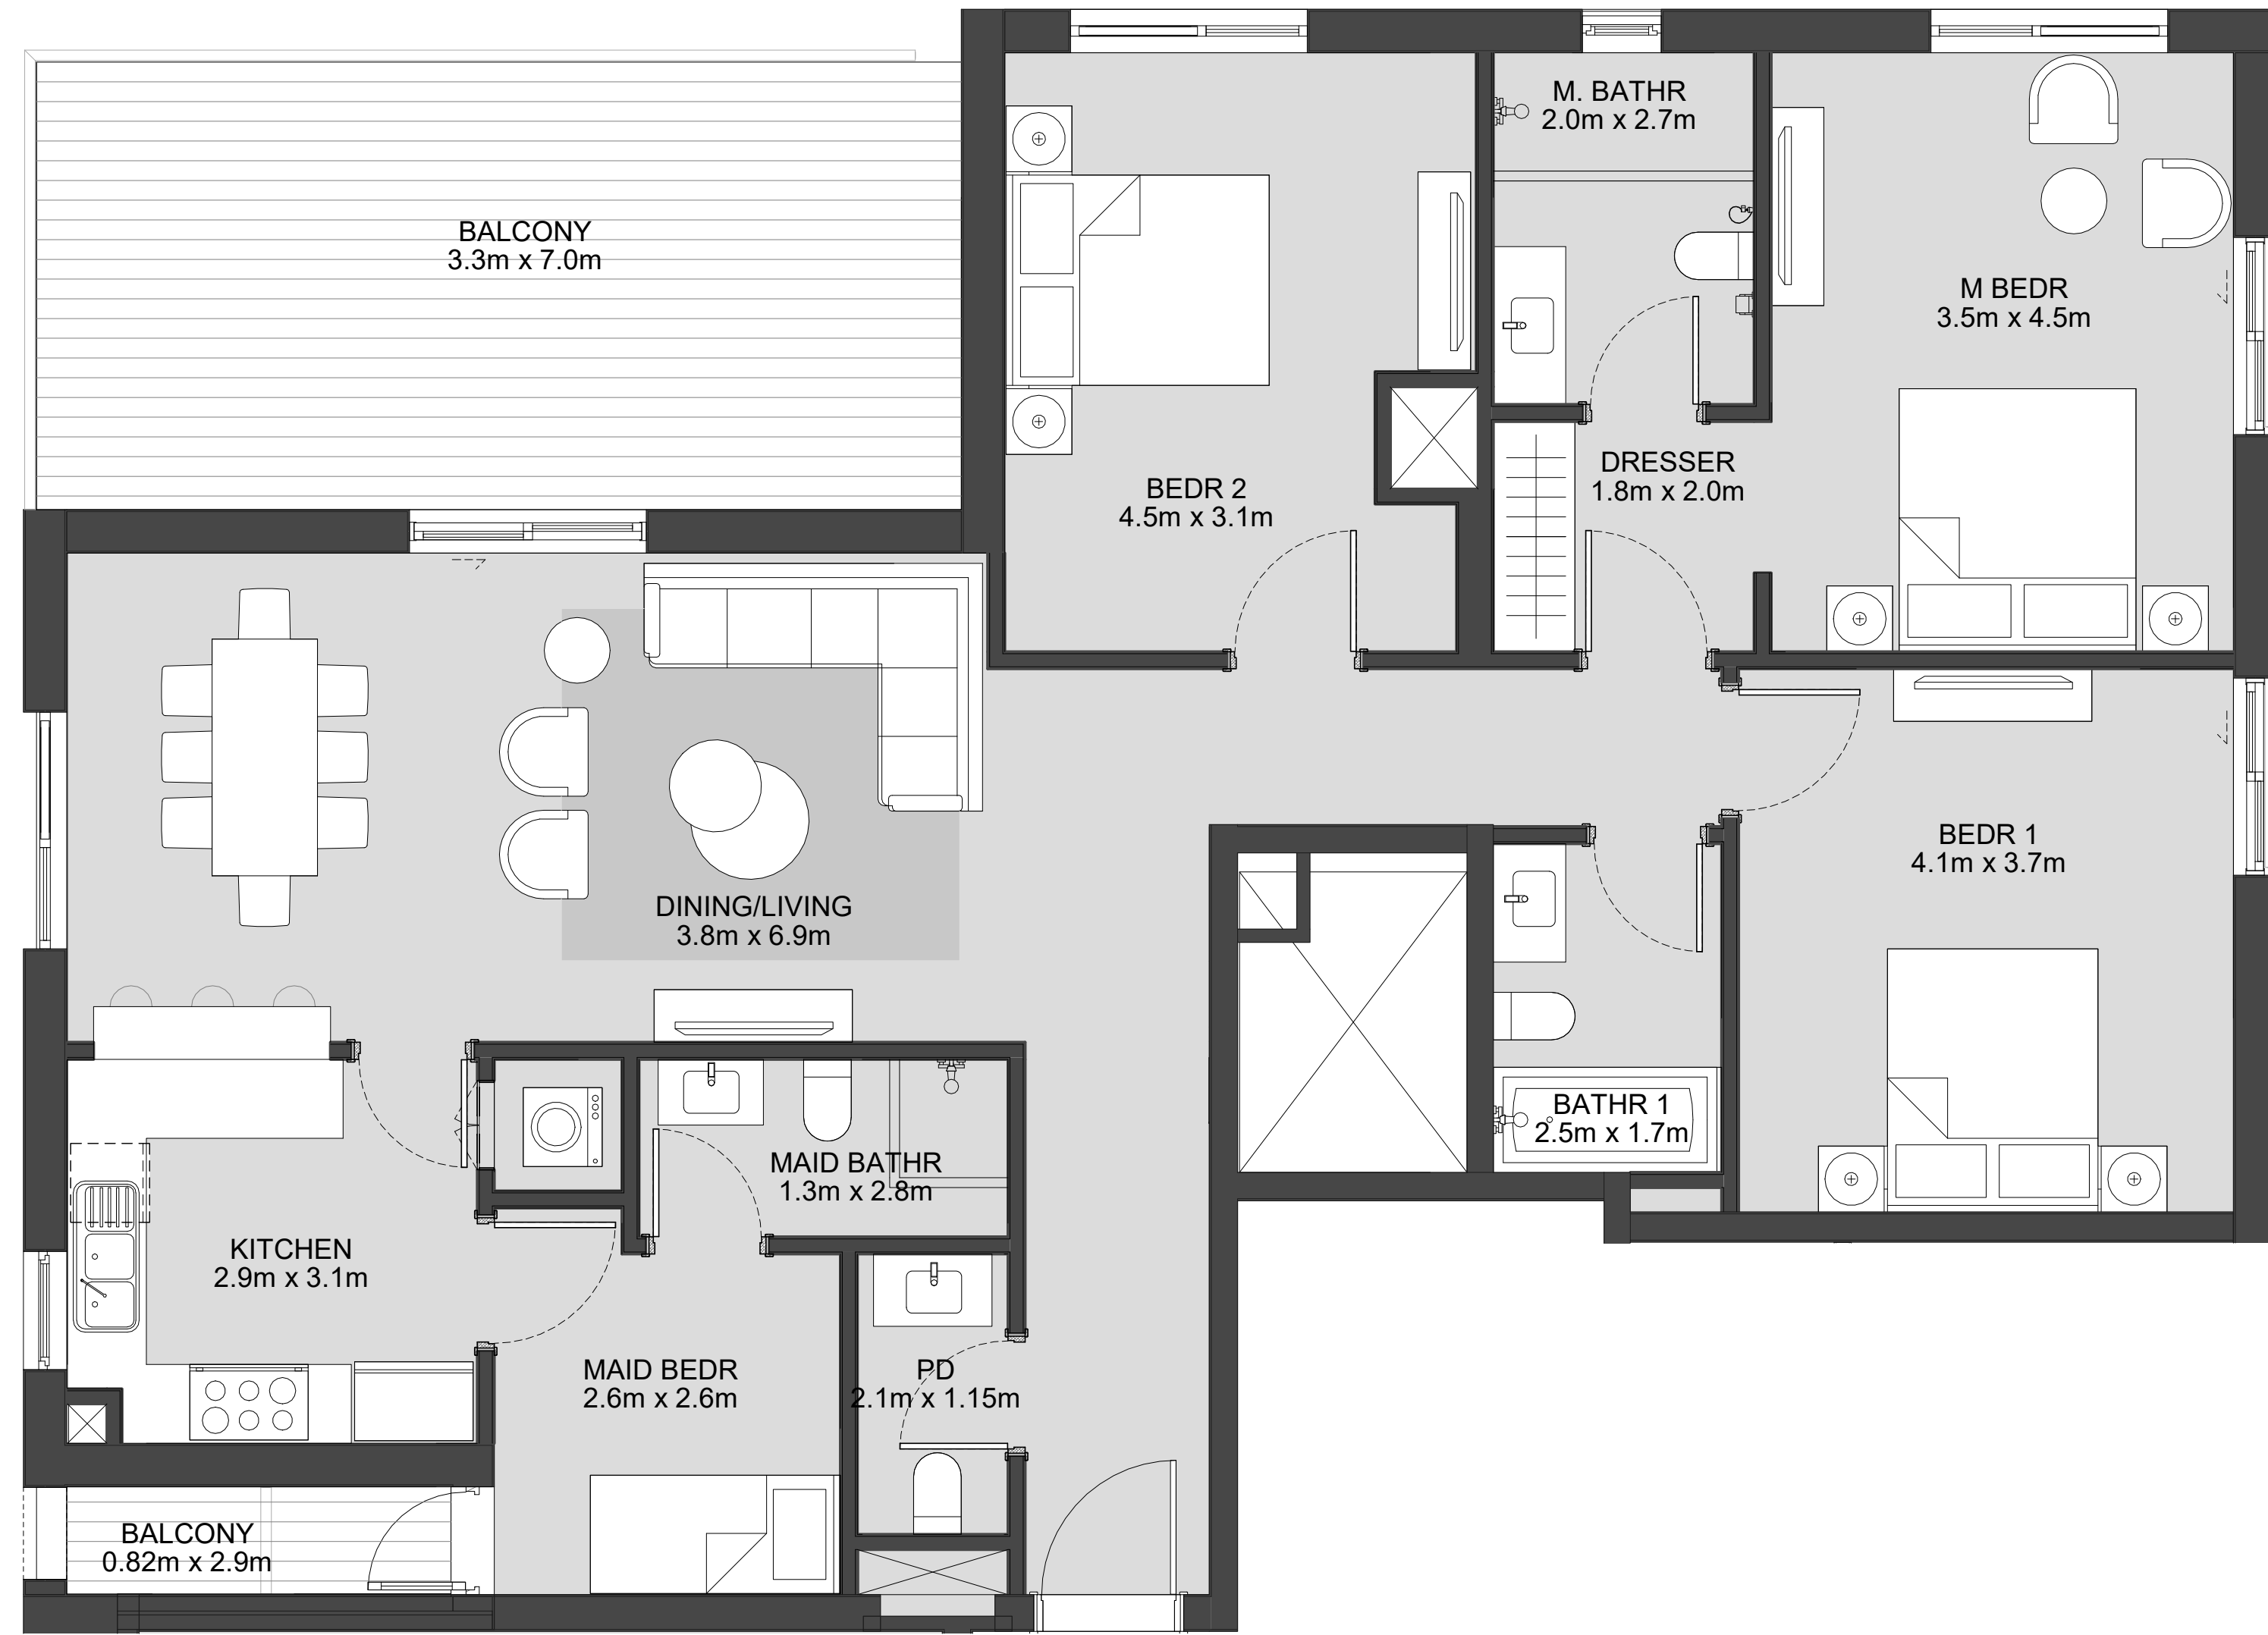 M. BATHR
2.0m x 2.7m
BALCONY
3.3m x 7.0m
M BEDR
3.5m x 4.5m
BEDR 2
4.5m x 3.1m
DRESSER
1.8m x 2.0m
DINING/LIVING
3.8m x 6.9m
BEDR 1
4.1m x 3.7m
BATHR 1
2.5m x 1.7m
MAID BATHR
1.3m x 2.8m
KITCHEN
2.9m x 3.1m
MAID BEDR
2.6m x 2.6m
PD
2.1m x 1.15m
BALCONY
0.82m x 2.9m